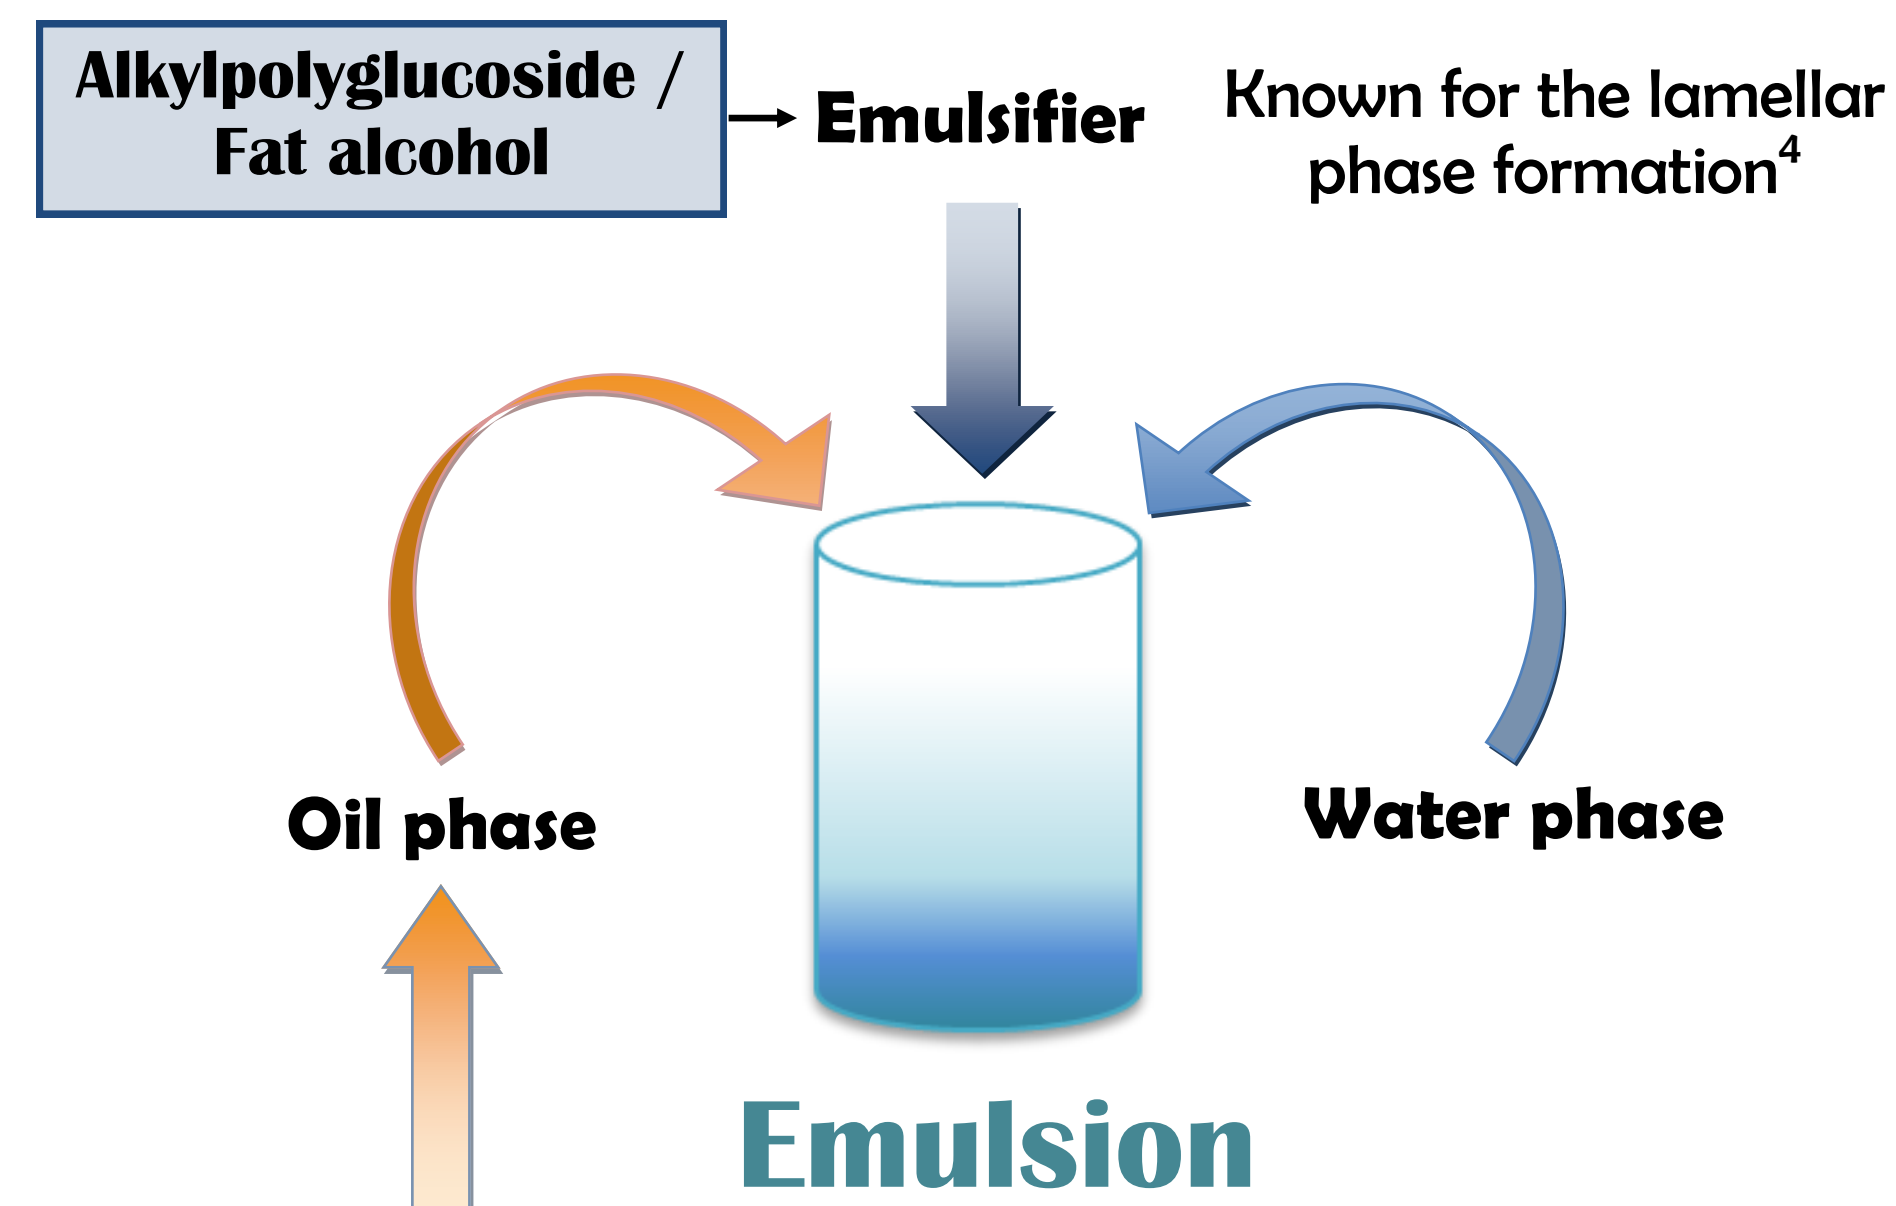 Alkylpolyglucoside /
Fat alcohol
Emulsifier
Known for the lamellar
phase formation⁴
Oil phase
Water phase
Emulsion